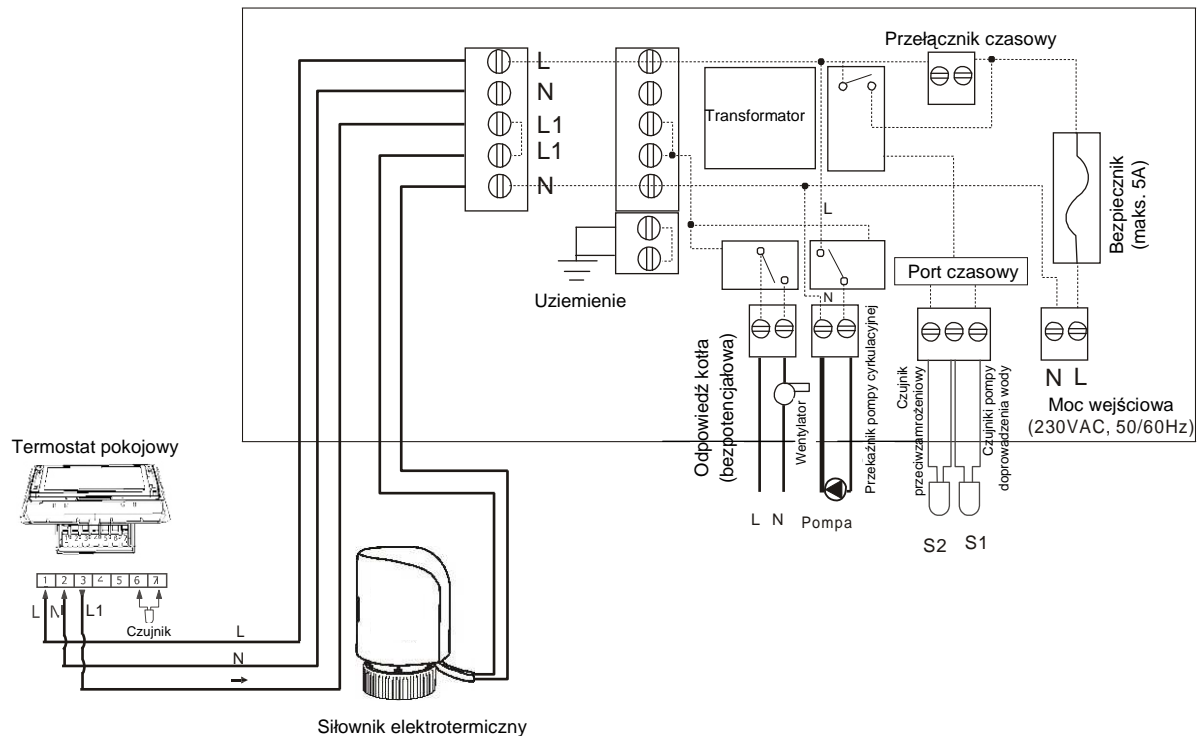 Przełącznik czasowy
L
N
L1
L1
N
Transformator
Bezpiecznik
(maks. 5A)
L
Port czasowy
N
Uziemienie
Odpowiedź kotła
(bezpotencjałowa)
Wentylator
Przekaźnik pompy cyrkulacyjnej
Czujnik
przeciwzamrożeniowy
Czujniki pompy
doprowadzenia wody
N L
Moc wejściowa
(230VAC, 50/60Hz)
L N Pompa
S2 S1
Termostat pokojowy
1 2 3 4 5 6 7
L N L1
Czujnik
L
N
Siłownik elektrotermiczny